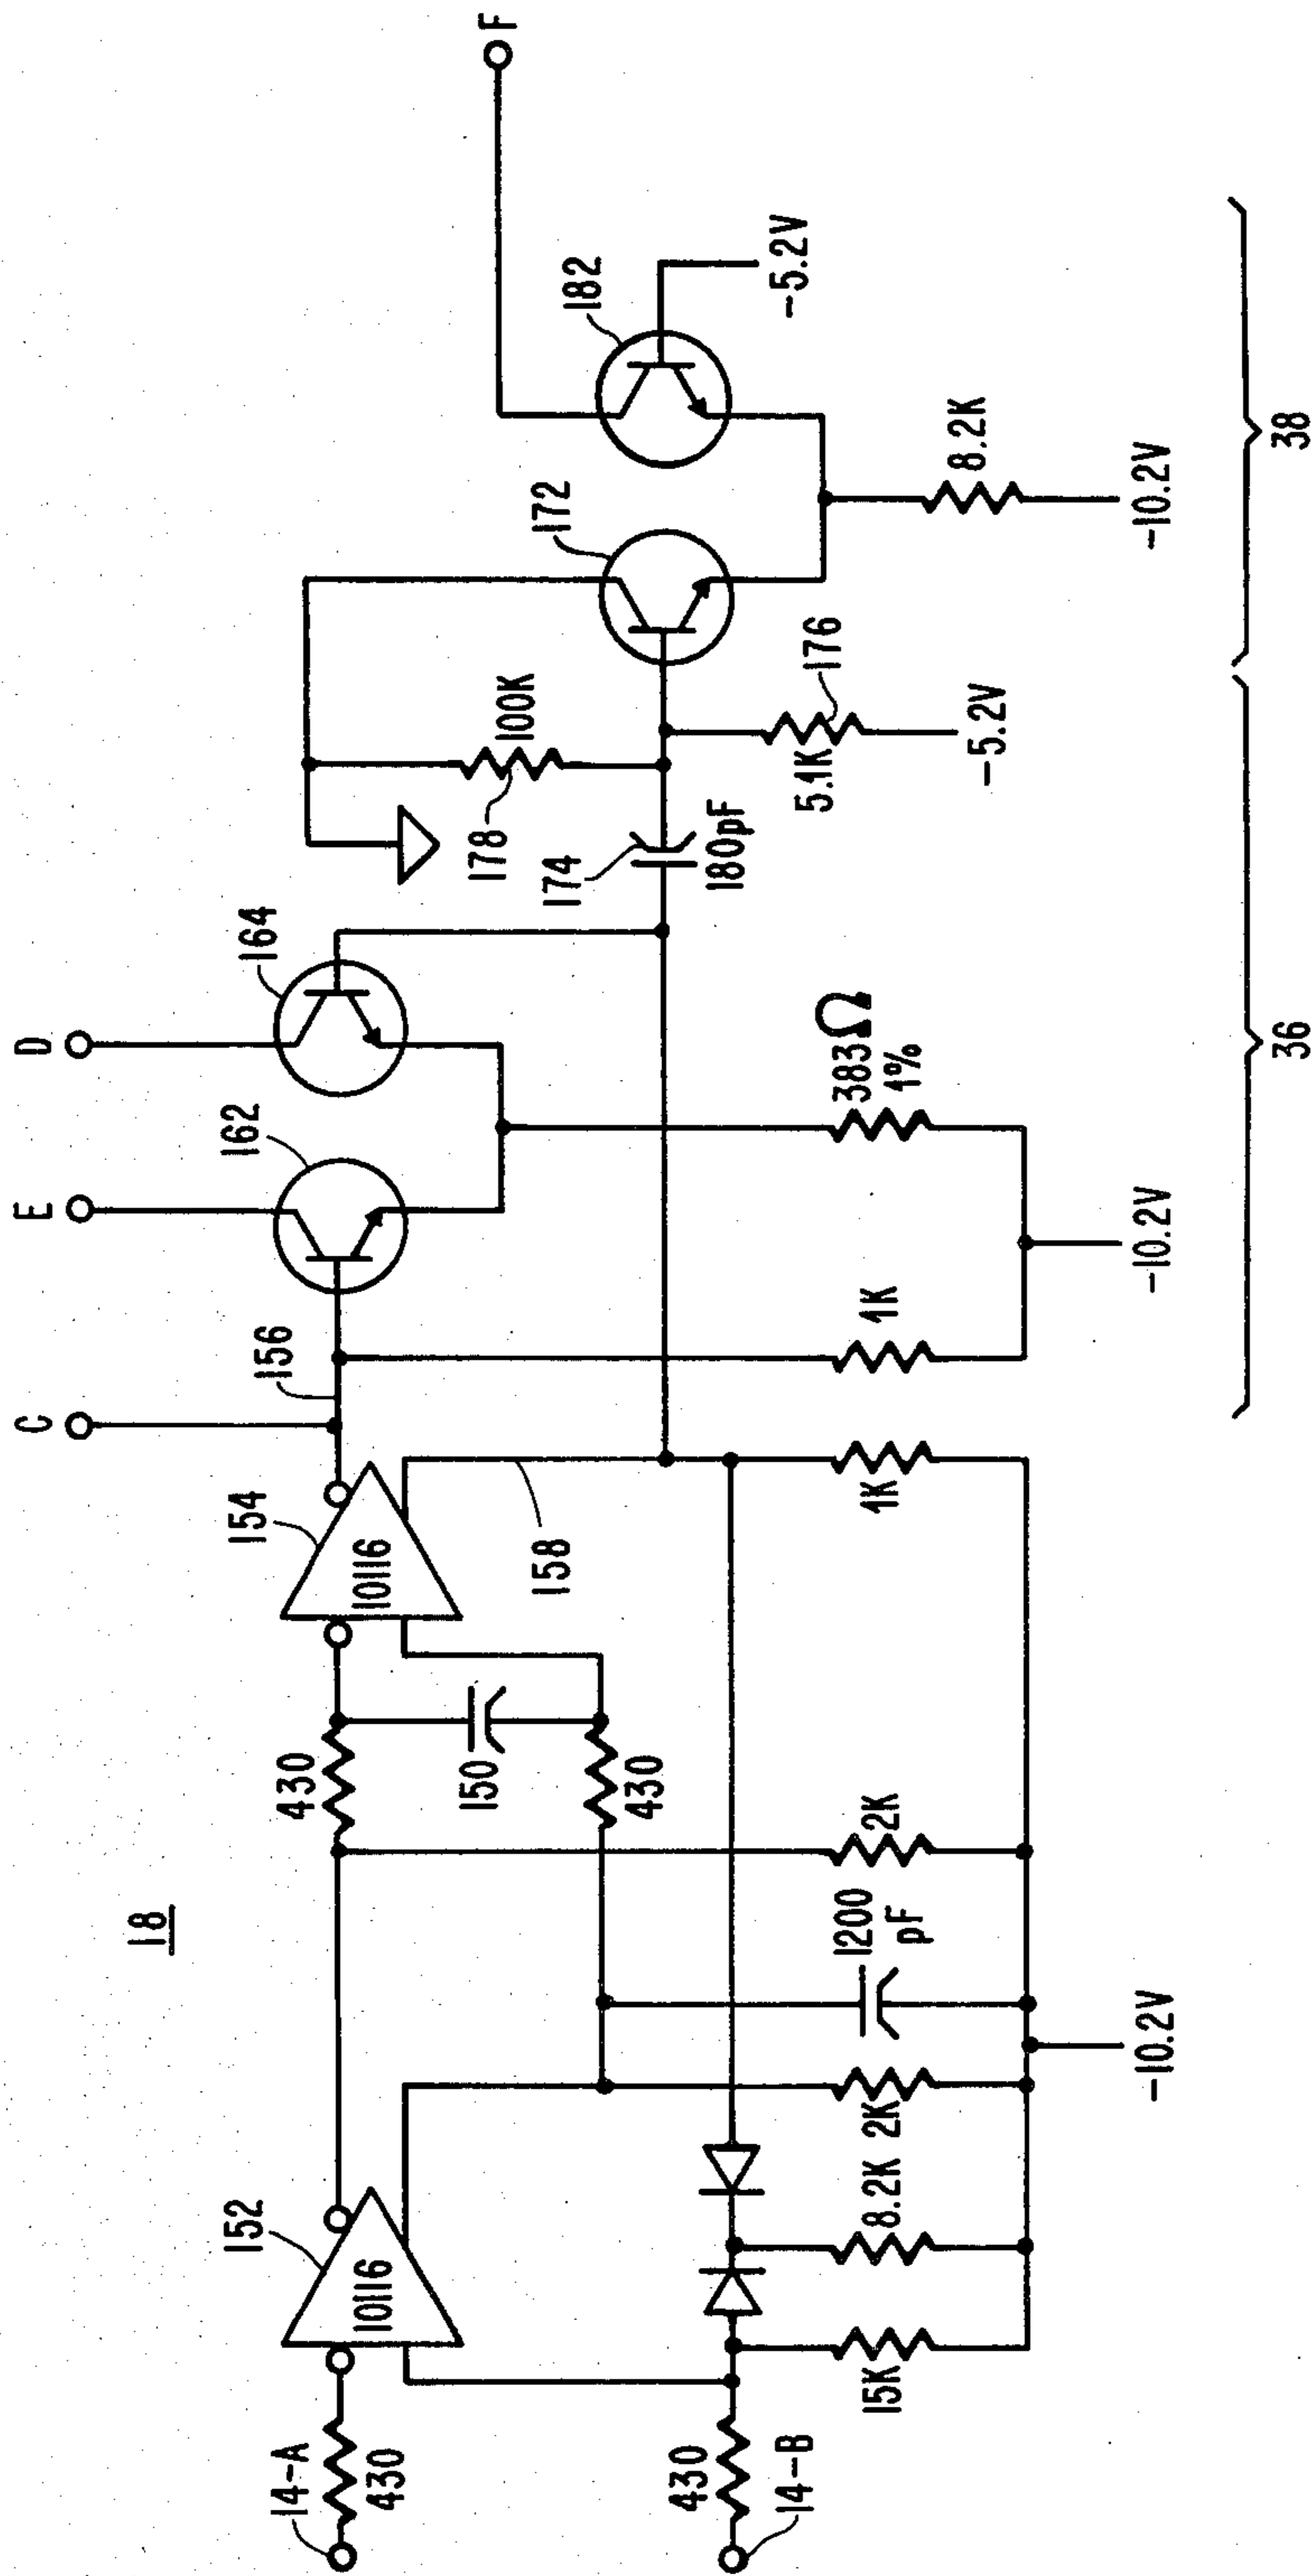 18
C
E
D
F
14-A
430
152
10116
430
150
430
154
10116
156
158
162
164
178
100K
174
180pF
172
182
5.1K
176
-5.2V
-5.2V
14-B
430
15K
8.2K
2K
1200
pF
2K
1K
1K
383Ω
1%
8.2K
-10.2V
-10.2V
-10.2V
36
38